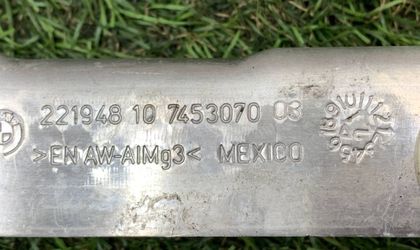 221948 10 7453070 03
>EN AW-AlMg3< MEXICO